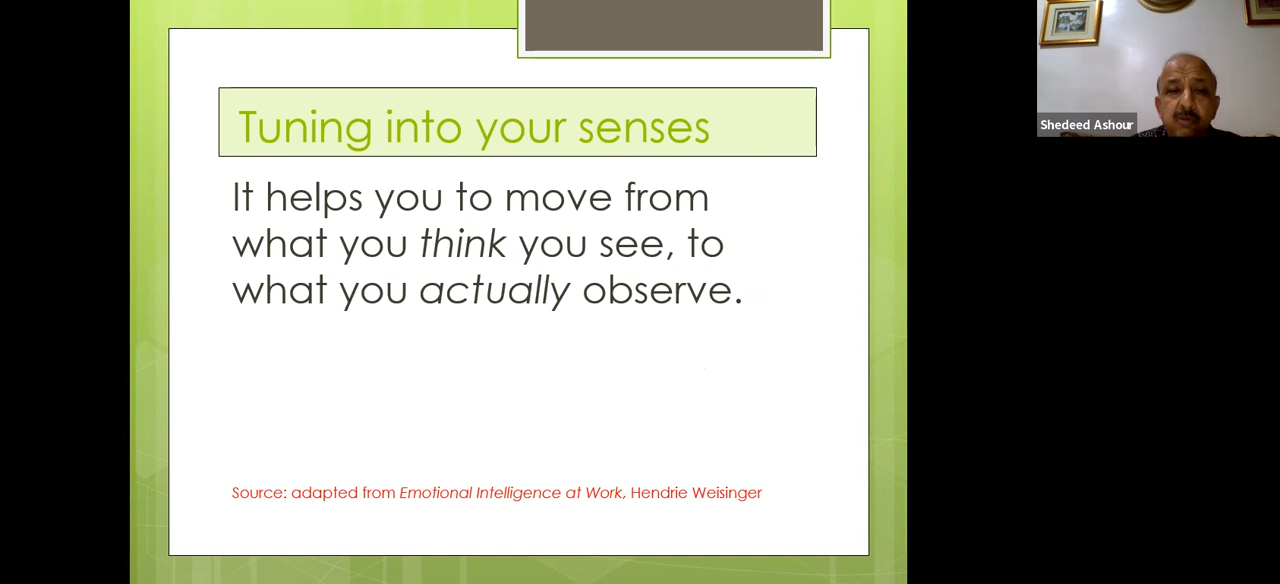 Tuning into your senses
It helps you to move from
what you think you see, to
what you actually observe.
Source: adapted from Emotional Intelligence at Work, Hendrie Weisinger
Shedeed Ashour